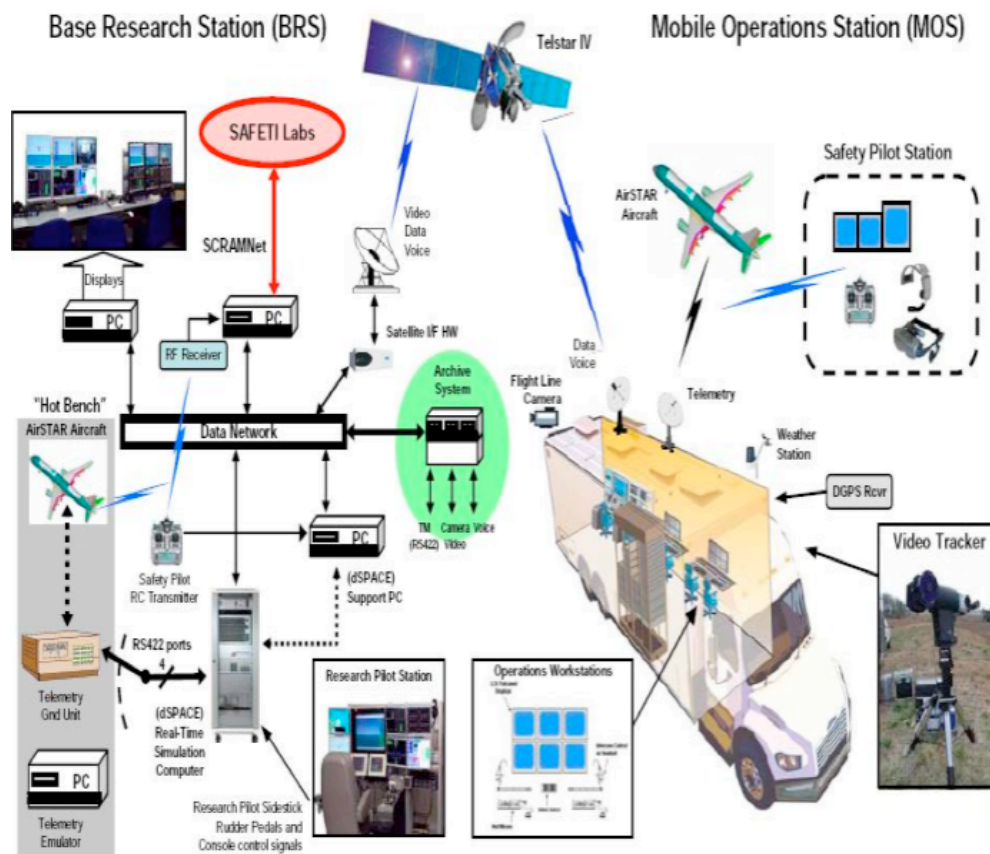 Base Research Station (BRS)
Mobile Operations Station (MOS)
Telstar IV
SAFETI Labs
SCRAMNet
Video
Data
Voice
Displays
PC
PC
RF Receiver
Satellite I/F HW
Archive
System
"Hot Bench"
AirSTAR Aircraft
Data Network
TM
(RS422)
Camera
Video
Voice
Safety Pilot
RC Transmitter
PC
(dSPACE)
Support PC
RS422 ports
4
Telemetry
Gnd Unit
(dSPACE)
Real-Time
Simulation
Computer
PC
Telemetry
Emulator
Research Pilot Sidestick
Rudder Pedals and
Console control signals
Research Pilot Station
AirSTAR
Aircraft
Safety Pilot Station
Data
Voice
Telemetry
Flight Line
Camera
Weather
Station
DGPS Rcvr
Video Tracker
Operations Workstations